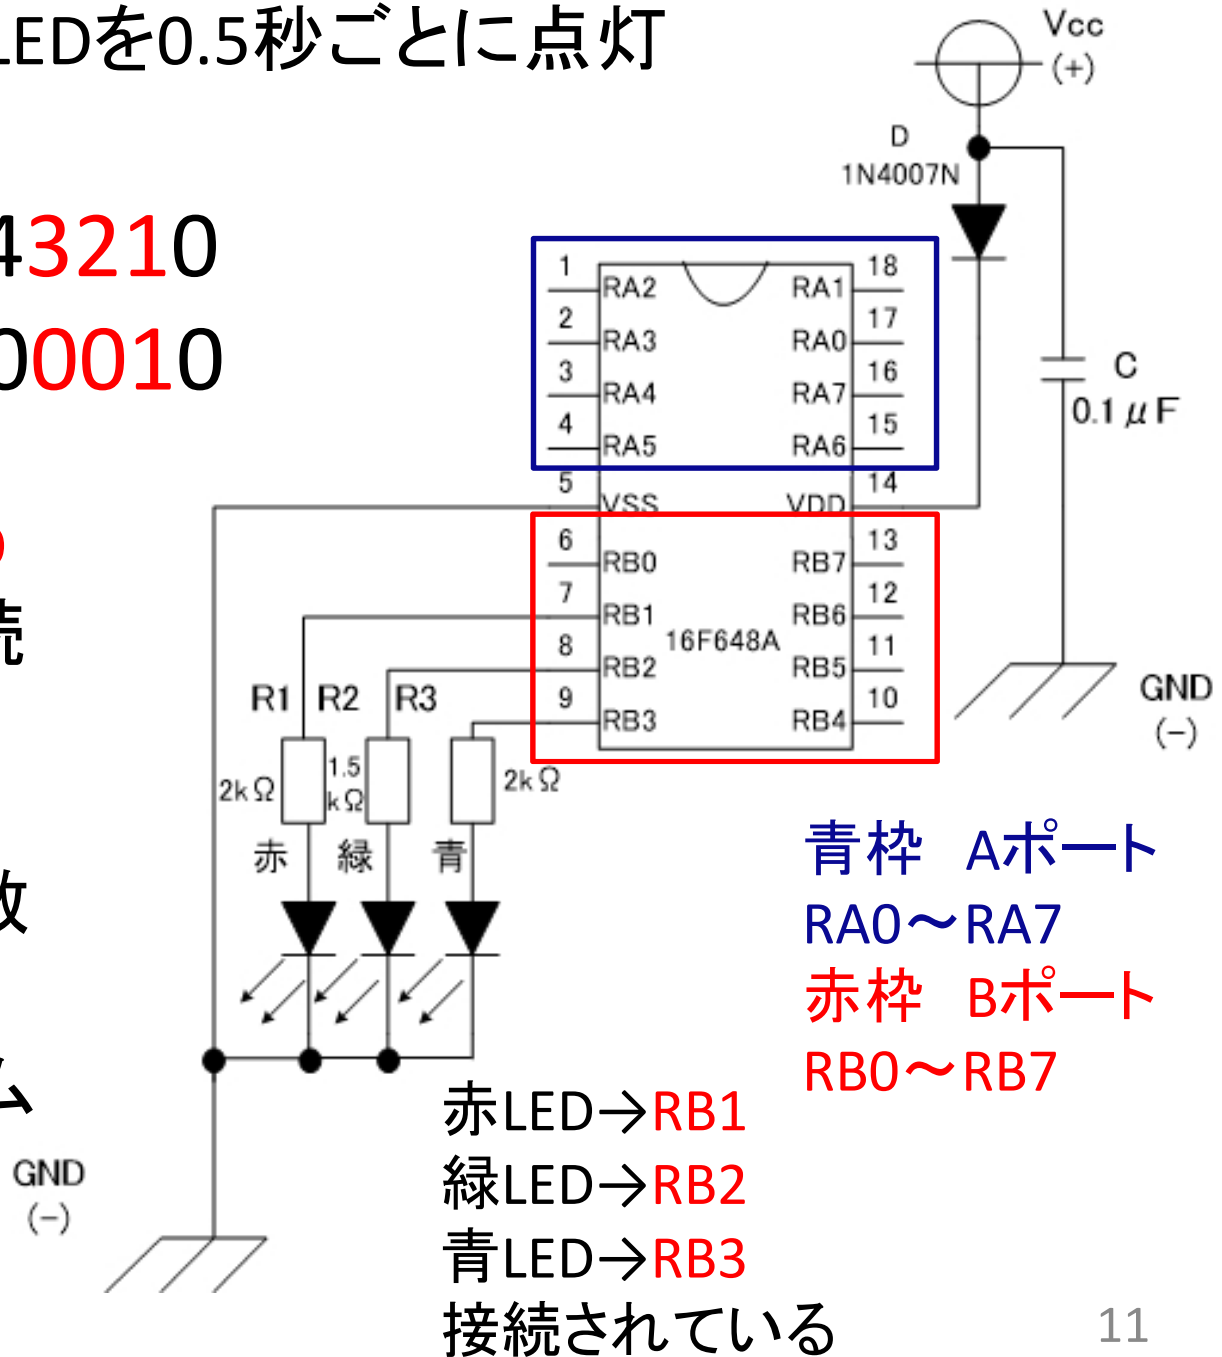 LEDを0.5秒ごとに点灯
43210
00010
続
数
ム
Vcc
(+)
D
1N4007N
C
0.1μF
GND
(−)
1 RA2 RA1 18
2 RA3 RA0 17
3 RA4 RA7 16
4 RA5 RA6 15
5 VSS VDD 14
6 RB0 RB7 13
7 RB1 RB6 12
16F648A
8 RB2 RB5 11
9 RB3 RB4 10
R1 R2 R3
2kΩ 1.5kΩ 2kΩ
赤 緑 青
GND
(−)
青枠 Aポート
RA0～RA7
赤枠 Bポート
RB0～RB7
赤LED→RB1
緑LED→RB2
青LED→RB3
接続されている
11